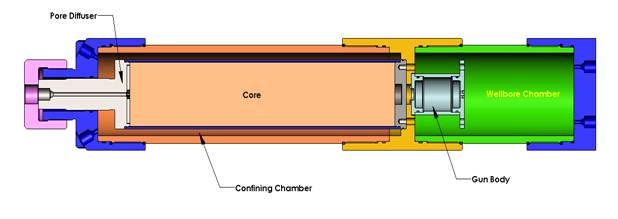 Pore Diffuser
Core
Wellbore Chamber
Gun Body
Confining Chamber